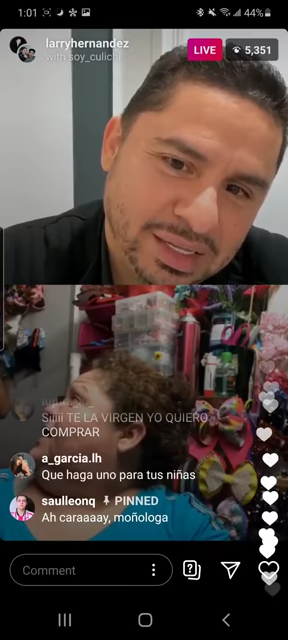 1:01
44%
larryhernandez
with soy_culichi
LIVE
5,351
Siiiii TE LA VIRGEN YO QUIERO
COMPRAR
a_garcia.lh
Que haga uno para tus niñas
saulleonq PINNED
Ah caraaaay, moñologa
Comment